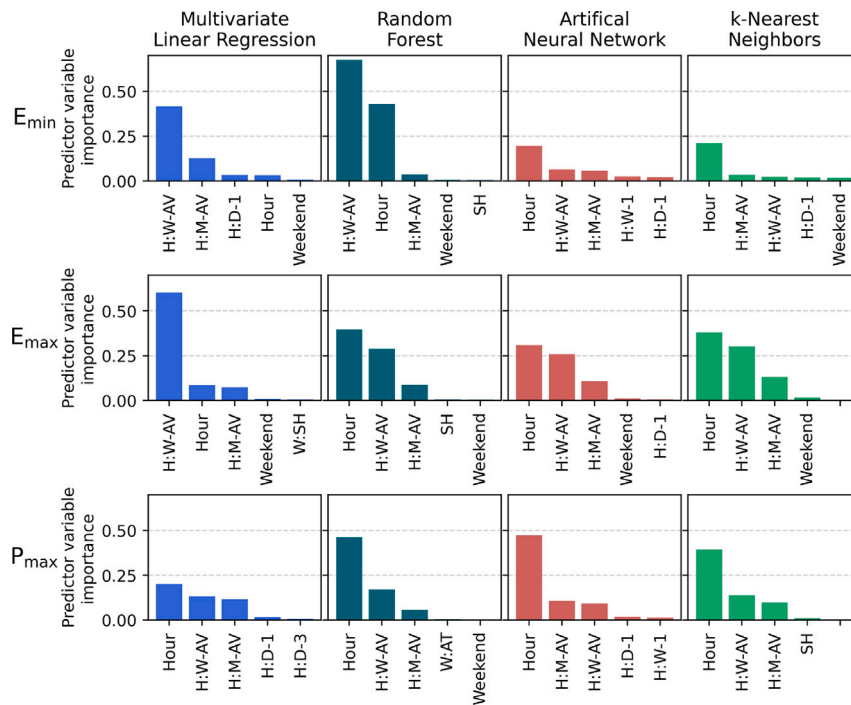 Multivariate
Linear Regression
Random
Forest
Artifical
Neural Network
k-Nearest
Neighbors
E_min
Predictor variable
importance
0.50
0.25
0.00
H:W-AV
H:M-AV
H:D-1
Hour
Weekend
H:W-AV
Hour
H:M-AV
Weekend
SH
Hour
H:W-AV
H:M-AV
H:W-1
H:D-1
Hour
H:M-AV
H:W-AV
H:D-1
Weekend
E_max
Predictor variable
importance
0.50
0.25
0.00
H:W-AV
Hour
H:M-AV
Weekend
W:SH
Hour
H:W-AV
H:M-AV
SH
Weekend
Hour
H:W-AV
H:M-AV
Weekend
H:D-1
Hour
H:W-AV
H:M-AV
Weekend
P_max
Predictor variable
importance
0.50
0.25
0.00
Hour
H:W-AV
H:M-AV
H:D-1
H:D-3
Hour
H:W-AV
H:M-AV
W:AT
Weekend
Hour
H:M-AV
H:W-AV
H:D-1
H:W-1
Hour
H:W-AV
H:M-AV
SH